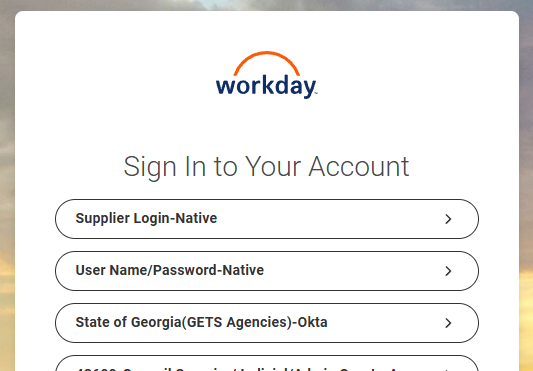 workday
Sign In to Your Account
Supplier Login-Native
User Name/Password-Native
State of Georgia(GETS Agencies)-Okta